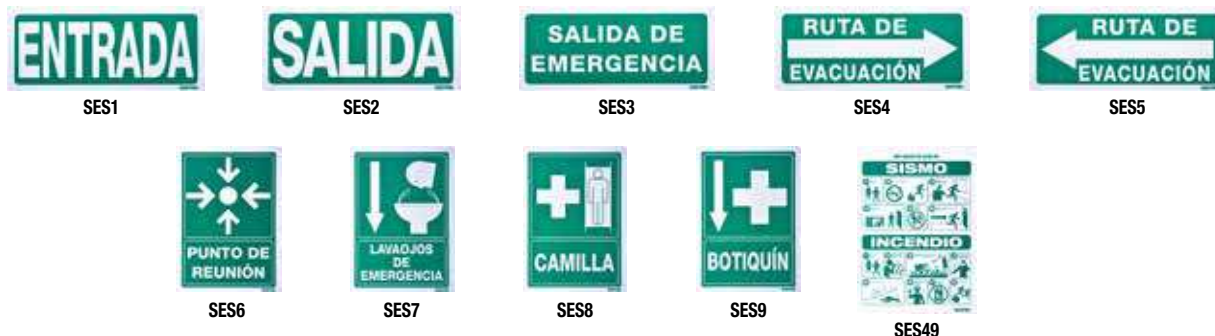 ENTRADA
SES1
SALIDA
SES2
SALIDA DE
EMERGENCIA
SES3
RUTA DE
EVACUACIÓN
SES4
RUTA DE
EVACUACIÓN
SES5
PUNTO DE
REUNIÓN
SES6
LAVAOJOS
DE
EMERGENCIA
SES7
CAMILLA
SES8
BOTIQUÍN
SES9
SISMO
INCENDIO
SES49